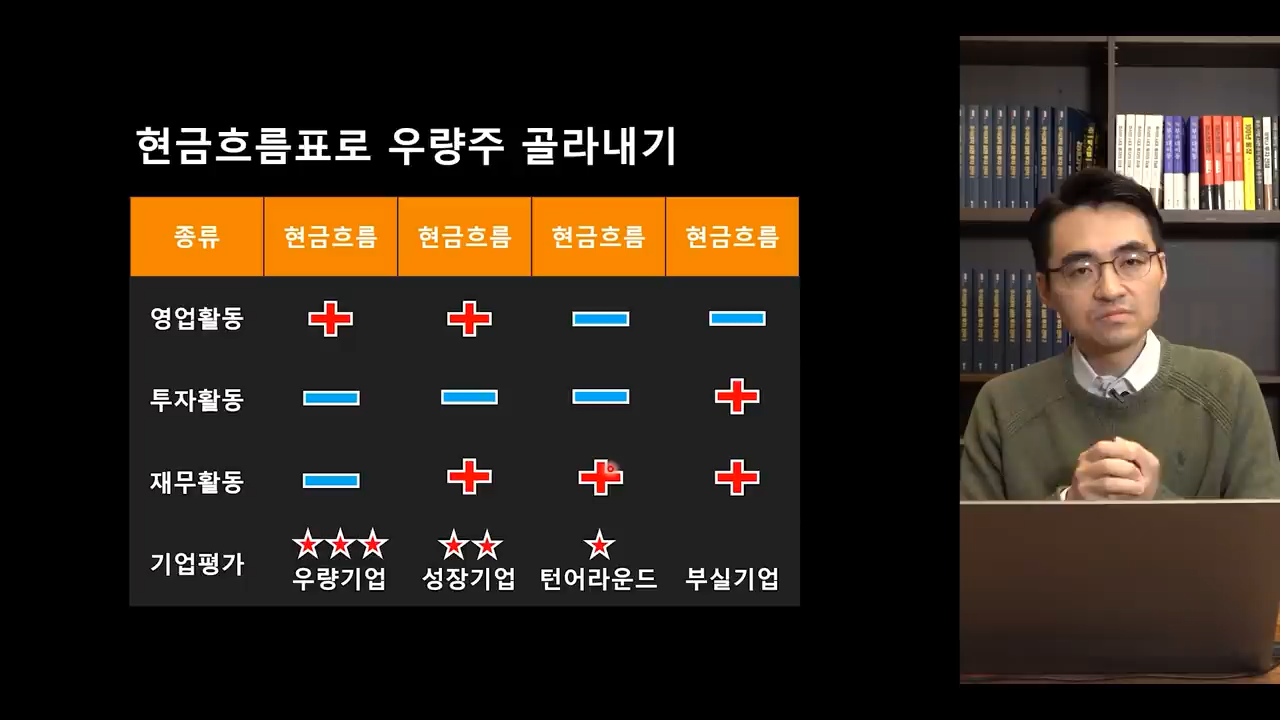 현금흐름표로 우량주 골라내기
종류 현금흐름 현금흐름 현금흐름 현금흐름
영업활동
투자활동
재무활동
기업평가
우량기업 성장기업 턴어라운드 부실기업